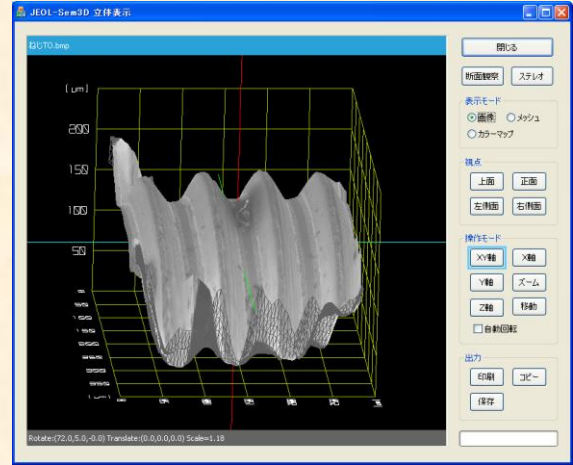 JEOL-Sem3D 立体表示
ねじT0.bmp
閉じる
断面観察 ステレオ
表示モード
画像 メッシュ
カラーマップ
視点
上面 正面
左側面 右側面
操作モード
XY軸 X軸
Y軸 ズーム
Z軸 移動
自動回転
出力
印刷 コピー
保存
[um]
200
150
100
50
Rotate:(72.0,5.0,-0.0) Translate:(0.0,0.0,0.0) Scale=1.18